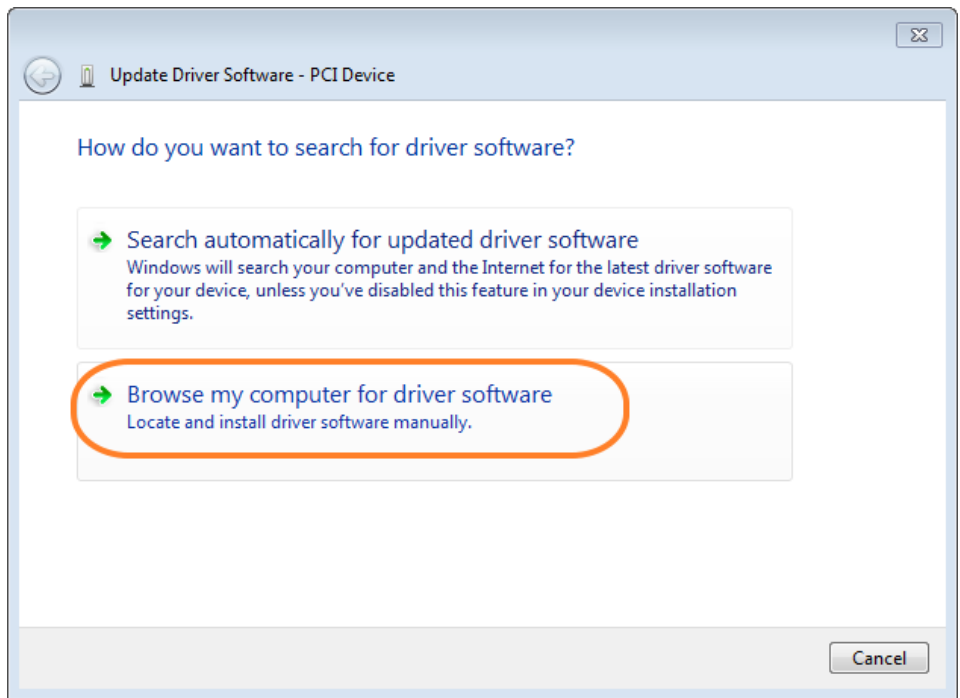 Update Driver Software - PCI Device
How do you want to search for driver software?
Search automatically for updated driver software
Windows will search your computer and the Internet for the latest driver software
for your device, unless you've disabled this feature in your device installation
settings.
Browse my computer for driver software
Locate and install driver software manually.
Cancel